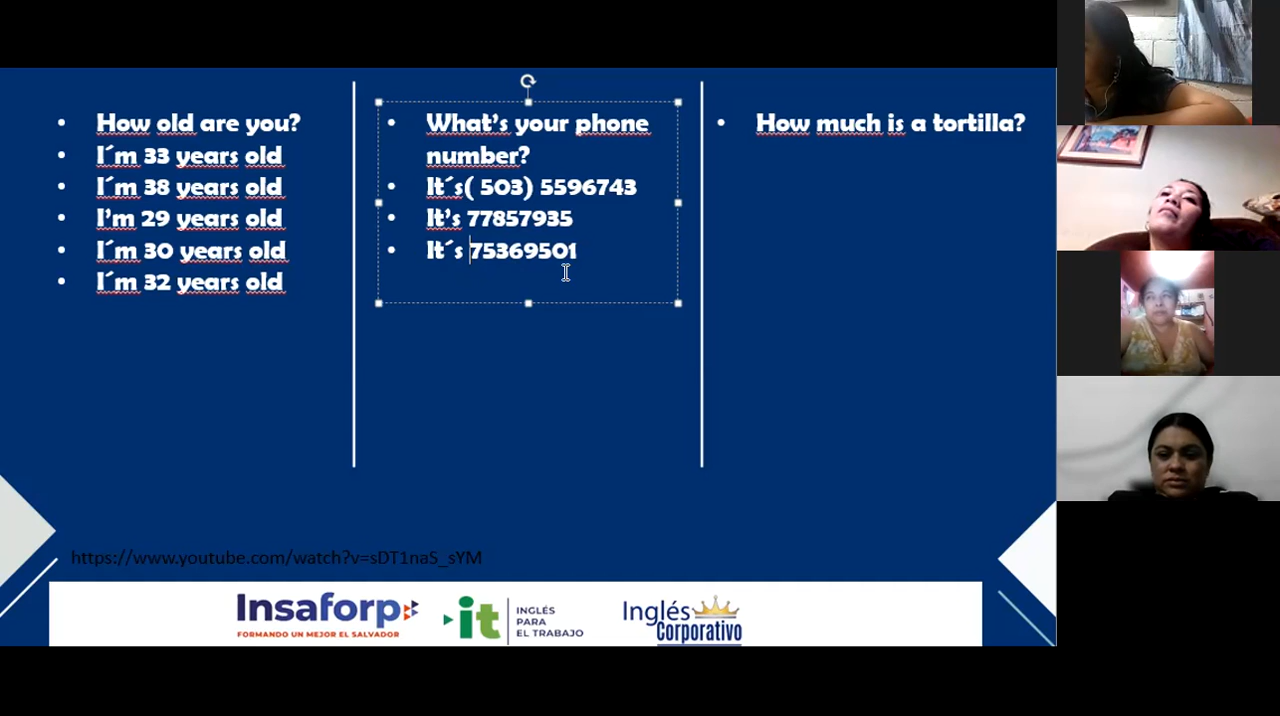 How old are you?
I´m 33 years old
I´m 38 years old
I'm 29 years old
I´m 30 years old
I´m 32 years old
What's your phone
number?
It´s( 503) 5596743
It's 77857935
It´s 75369501
How much is a tortilla?
https://www.youtube.com/watch?v=sDT1naS_sYM
Insaforp
FORMANDO UN MEJOR EL SALVADOR
it
INGLÉS
PARA
EL TRABAJO
Inglés
Corporativo